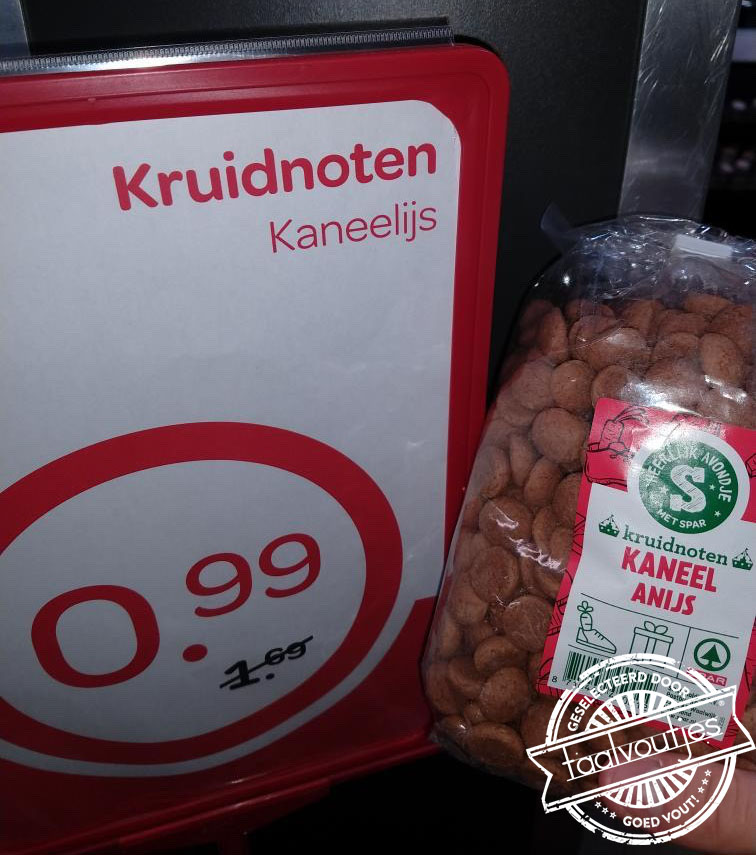 Kruidnoten
Kaneelijs
0.99
1.69
HEERLIJK AVONDJE
S
MET SPAR
kruidnoten
KANEEL
ANIJS
SPAR
GESELECTEERD DOOR
taalvoutjes
GOED VOUT!